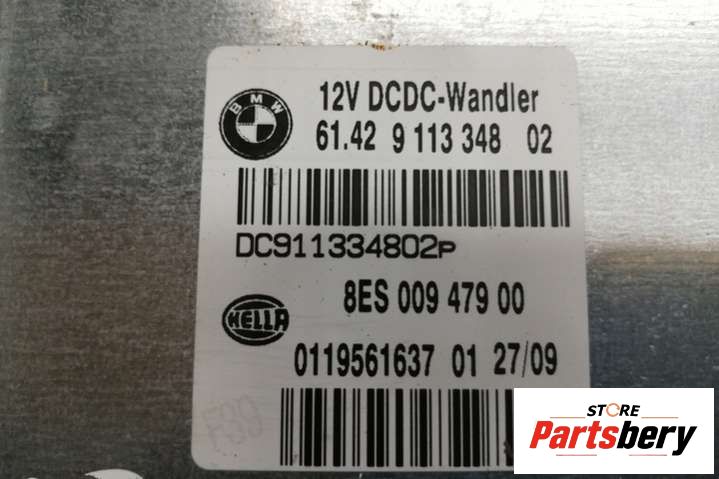 BMW
12V DCDC-Wandler
61.42 9 113 348 02
DC911334802P
8ES 009 479 00
HELLA
0119561637 01 27/09
F39
STORE
Partsbery